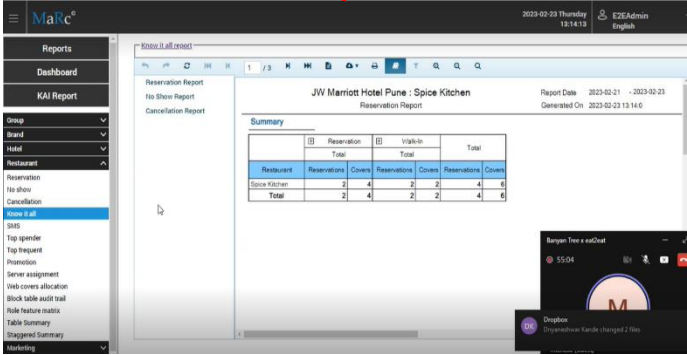 MaRc®
2023-02-23 Thursday
13:14:13
E2EAdmin
English
Reports
Dashboard
KAI Report
Group
Brand
Hotel
Restaurant
Reservation
No show
Cancellation
Know it all
SMS
Top spender
Top frequent
Promotion
Server assignment
Web covers allocation
Block table audit trail
Role feature matrix
Table Summary
Staggered Summary
Marketing
Know it all report
1 / 3
Reservation Report
No Show Report
Cancellation Report
JW Marriott Hotel Pune : Spice Kitchen
Reservation Report
Report Date 2023-02-21 - 2023-02-23
Generated On 2023-02-23 13:14:0
Summary
Reservation Walk-In Total
Total Total
Restaurant Reservations Covers Reservations Covers Reservations Covers
Spice Kitchen 2 4 2 2 4 6
Total 2 4 2 2 4 6
Banyan Tree x eat2eat
55:04
M
DK
Dropbox
Dnyaneshwar Kande changed 2 files